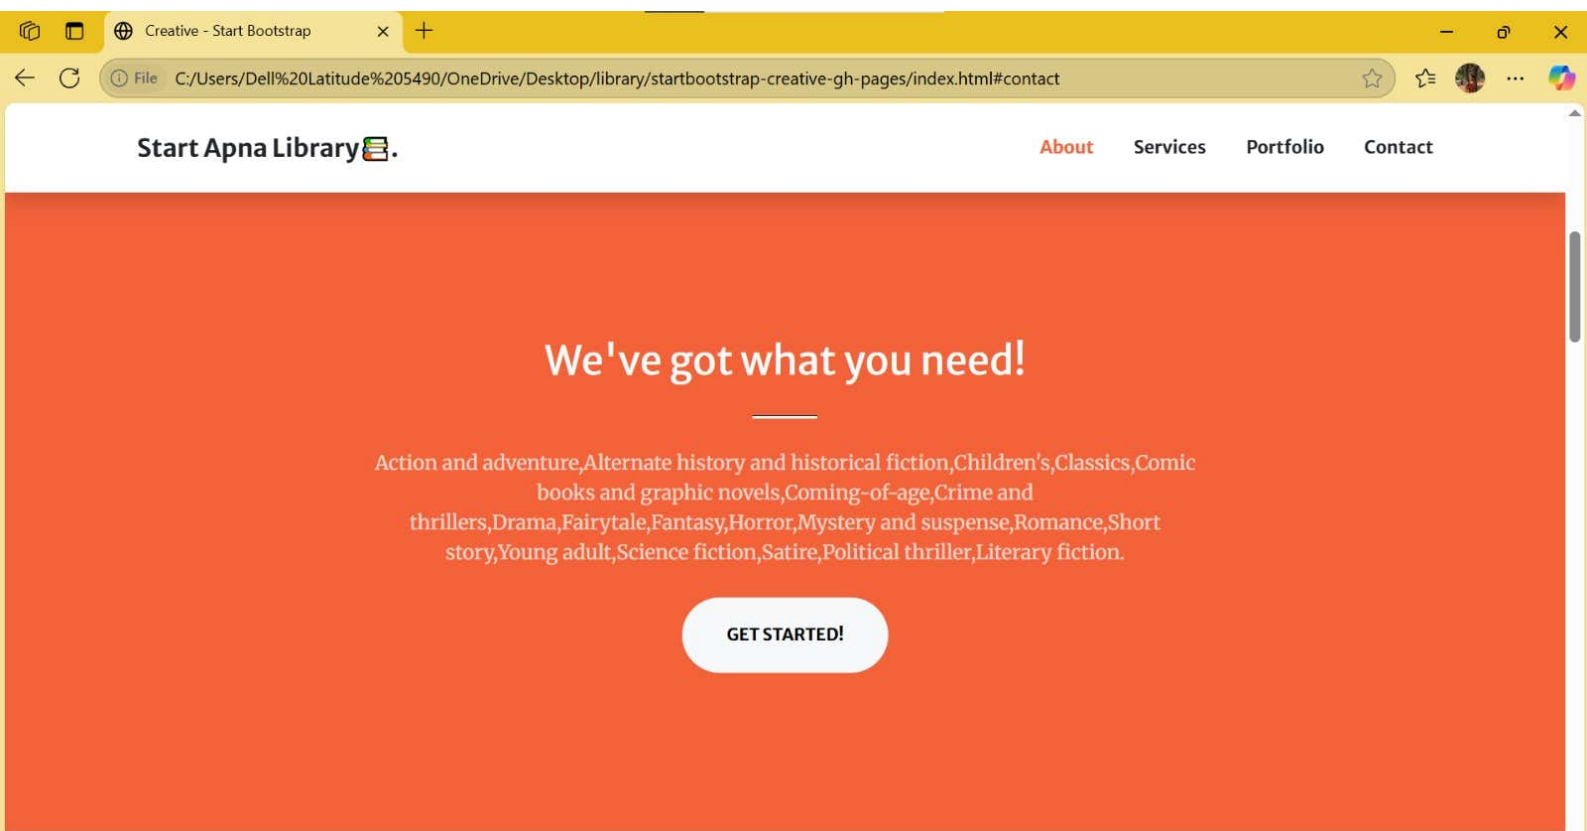 Creative - Start Bootstrap
File C:/Users/Dell%20Latitude%205490/OneDrive/Desktop/library/startbootstrap-creative-gh-pages/index.html#contact
Start Apna Library📚. About Services Portfolio Contact
We've got what you need!
Action and adventure,Alternate history and historical fiction,Children's,Classics,Comic
books and graphic novels,Coming-of-age,Crime and
thrillers,Drama,Fairytale,Fantasy,Horror,Mystery and suspense,Romance,Short
story,Young adult,Science fiction,Satire,Political thriller,Literary fiction.
GET STARTED!